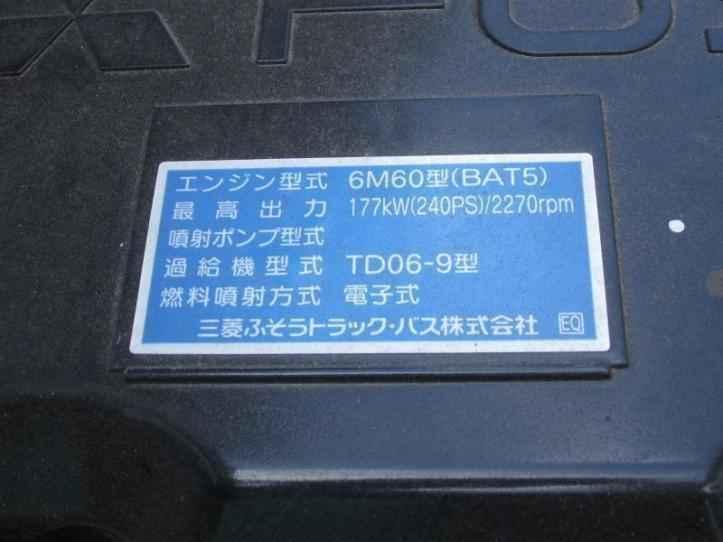 FUS
エンジン型式 6M60型(BAT5)
最高出力 177kW(240PS)/2270rpm
噴射ポンプ型式
過給機型式 TD06-9型
燃料噴射方式 電子式
三菱ふそうトラック・バス株式会社 EQ